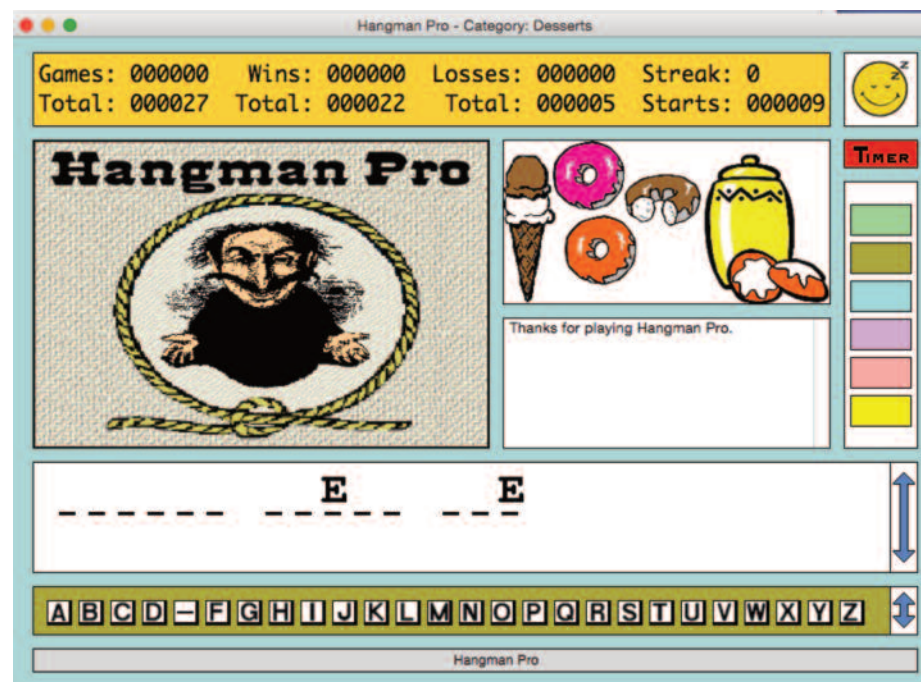 Hangman Pro - Category: Desserts
Games: 000000 Wins: 000000 Losses: 000000 Streak: 0
Total: 000027 Total: 000022 Total: 000005 Starts: 000009
z z
Hangman Pro
TIMER
Thanks for playing Hangman Pro.
_ _ _ _ _ _ _ _ E _ _ _ _ E
A B C D – F G H I J K L M N O P Q R S T U V W X Y Z
Hangman Pro